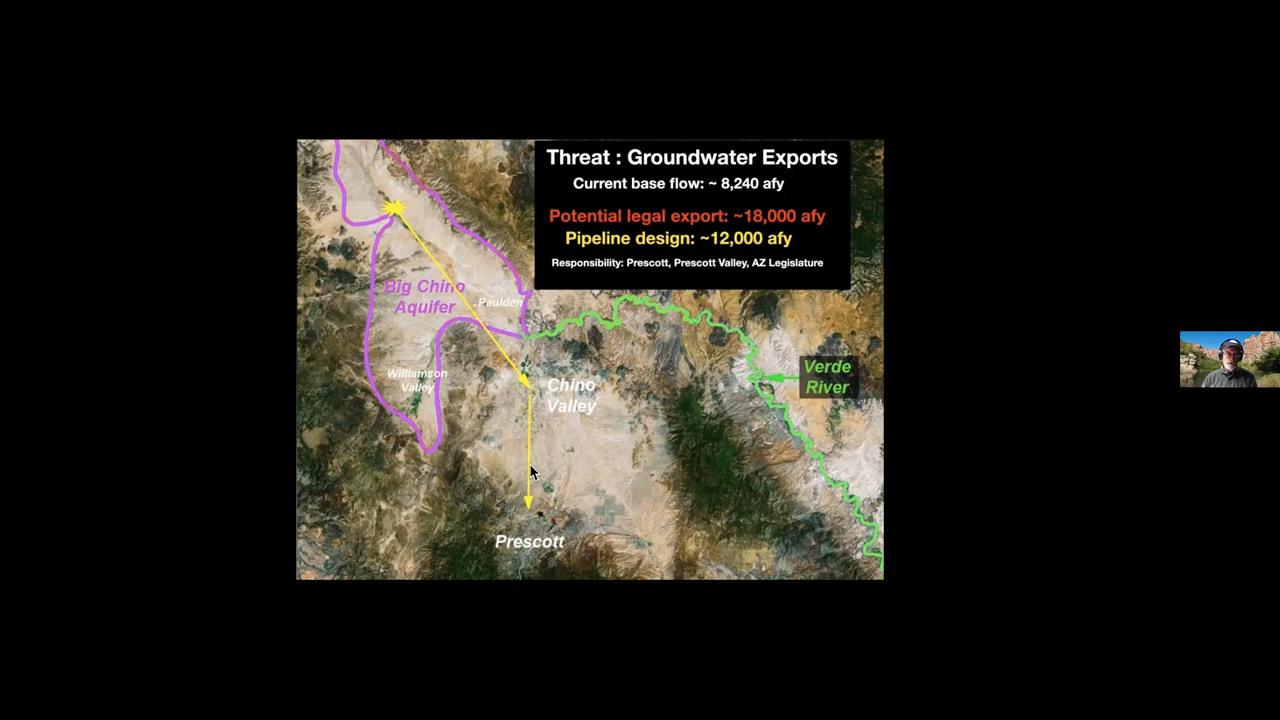 Threat : Groundwater Exports
Current base flow: ~ 8,240 afy
Potential legal export: ~18,000 afy
Pipeline design: ~12,000 afy
Responsibility: Prescott, Prescott Valley, AZ Legislature
Big Chino
Aquifer
Paulden
Williamson
Valley
Chino
Valley
Verde
River
Prescott